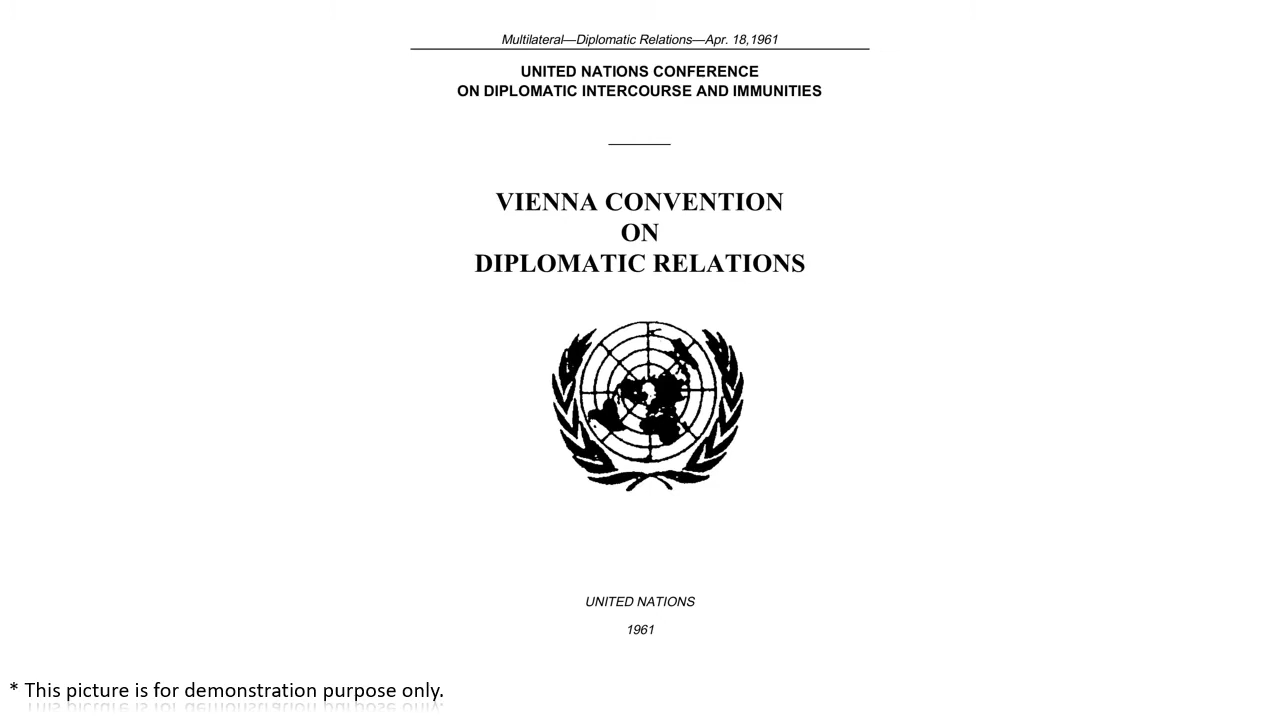 Multilateral—Diplomatic Relations—Apr. 18,1961
UNITED NATIONS CONFERENCE
ON DIPLOMATIC INTERCOURSE AND IMMUNITIES
VIENNA CONVENTION
ON
DIPLOMATIC RELATIONS
UNITED NATIONS
1961
* This picture is for demonstration purpose only.